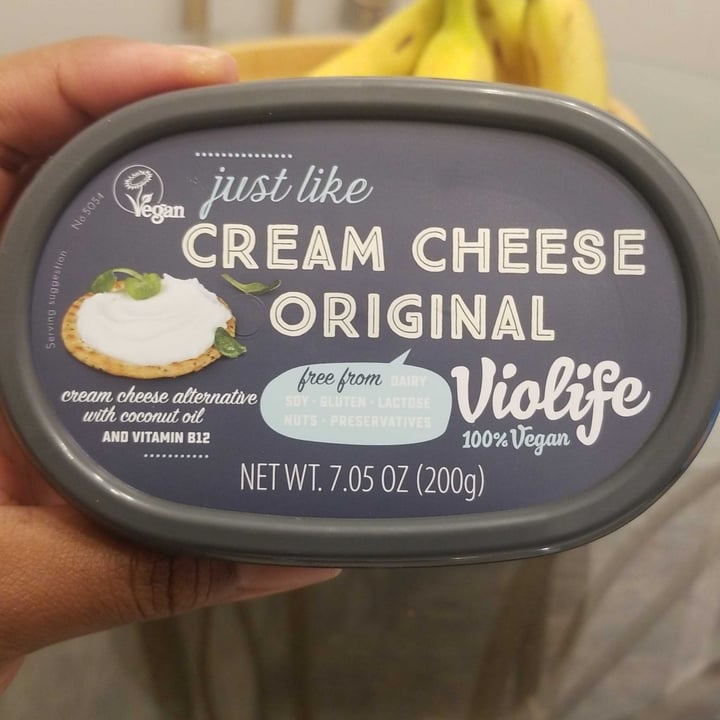 just like
CREAM CHEESE
ORIGINAL
Vegan
No 5054
Serving suggestion
cream cheese alternative
with coconut oil
AND VITAMIN B12
free from DAIRY
SOY · GLUTEN · LACTOSE
NUTS · PRESERVATIVES
Violife
100% Vegan
NET WT. 7.05 OZ (200g)